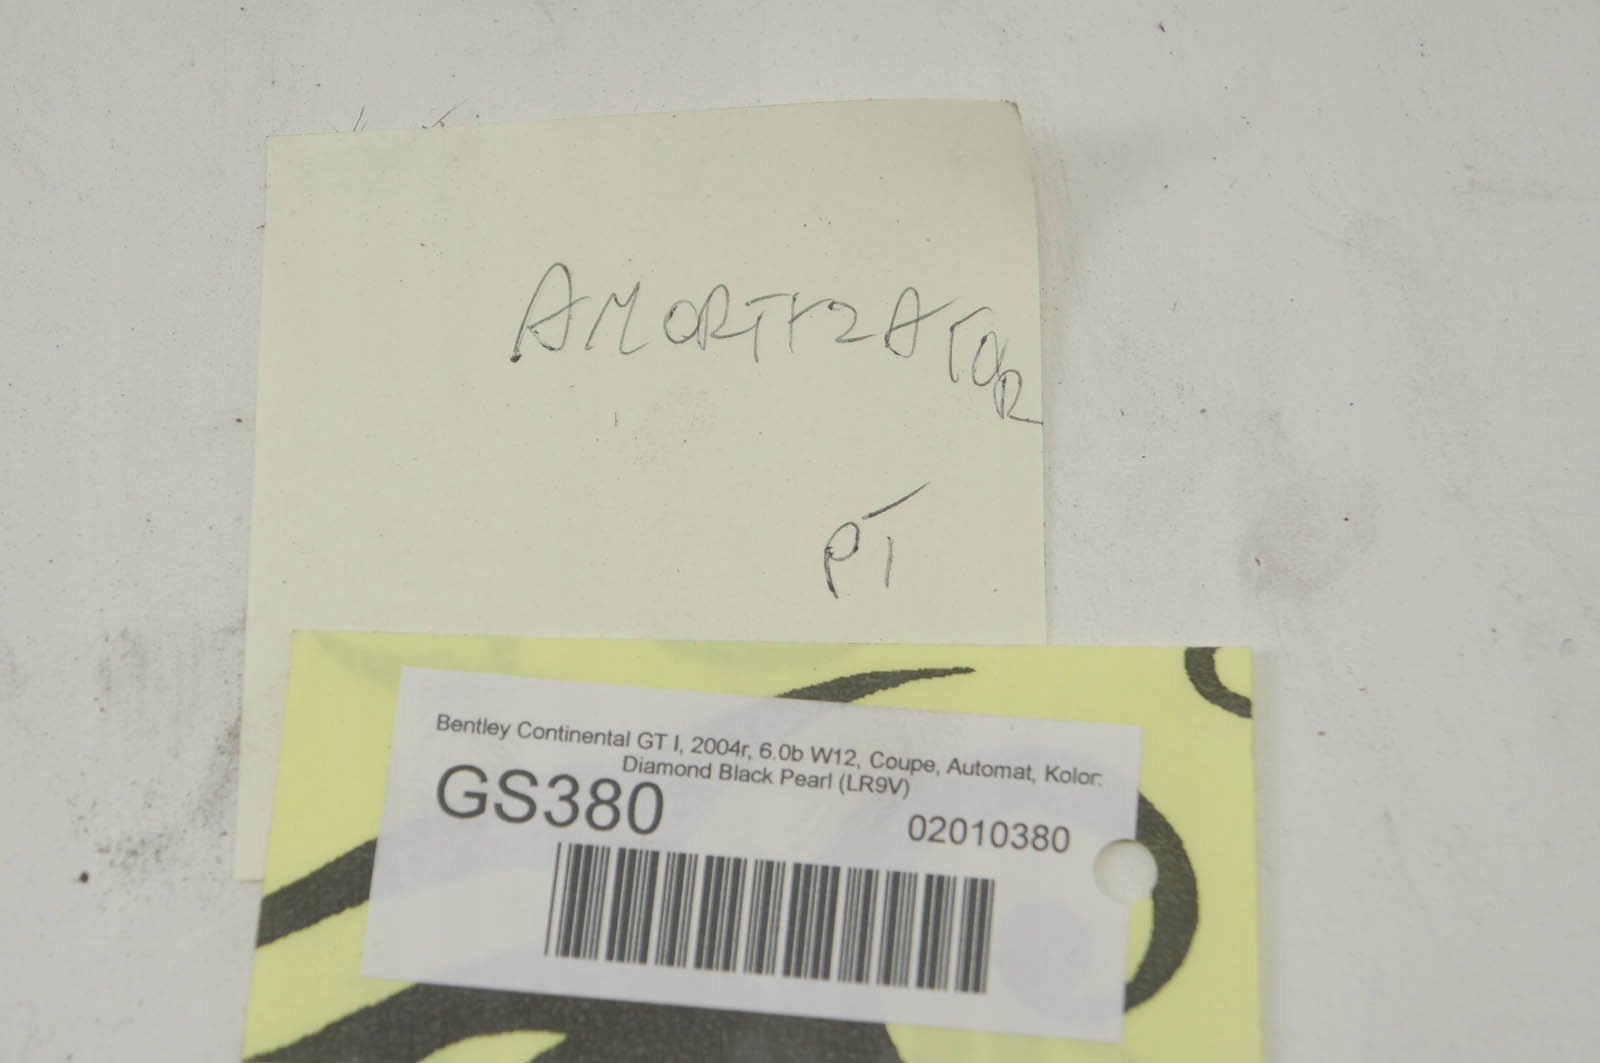 AMORTYZATOR
PT
Bentley Continental GT I, 2004r, 6.0b W12, Coupe, Automat, Kolor:
Diamond Black Pearl (LR9V)
GS380
02010380